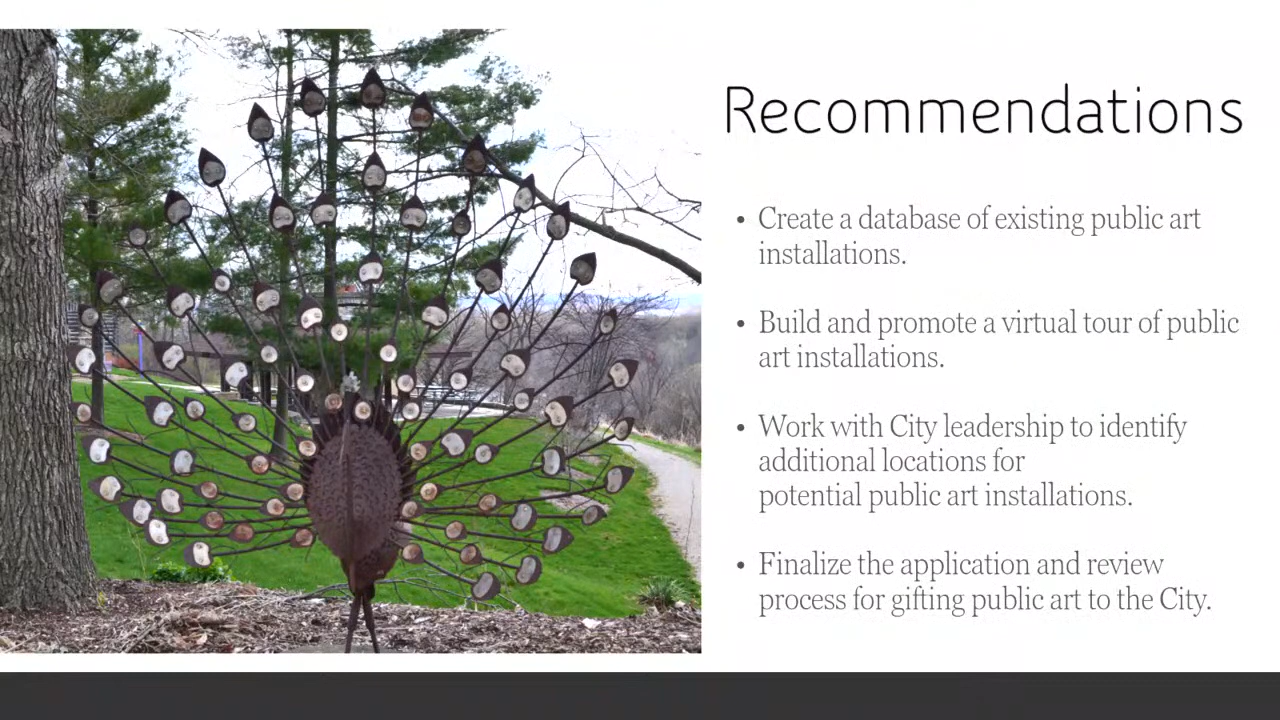 Recommendations
• Create a database of existing public art
installations.
• Build and promote a virtual tour of public
art installations.
• Work with City leadership to identify
additional locations for
potential public art installations.
• Finalize the application and review
process for gifting public art to the City.